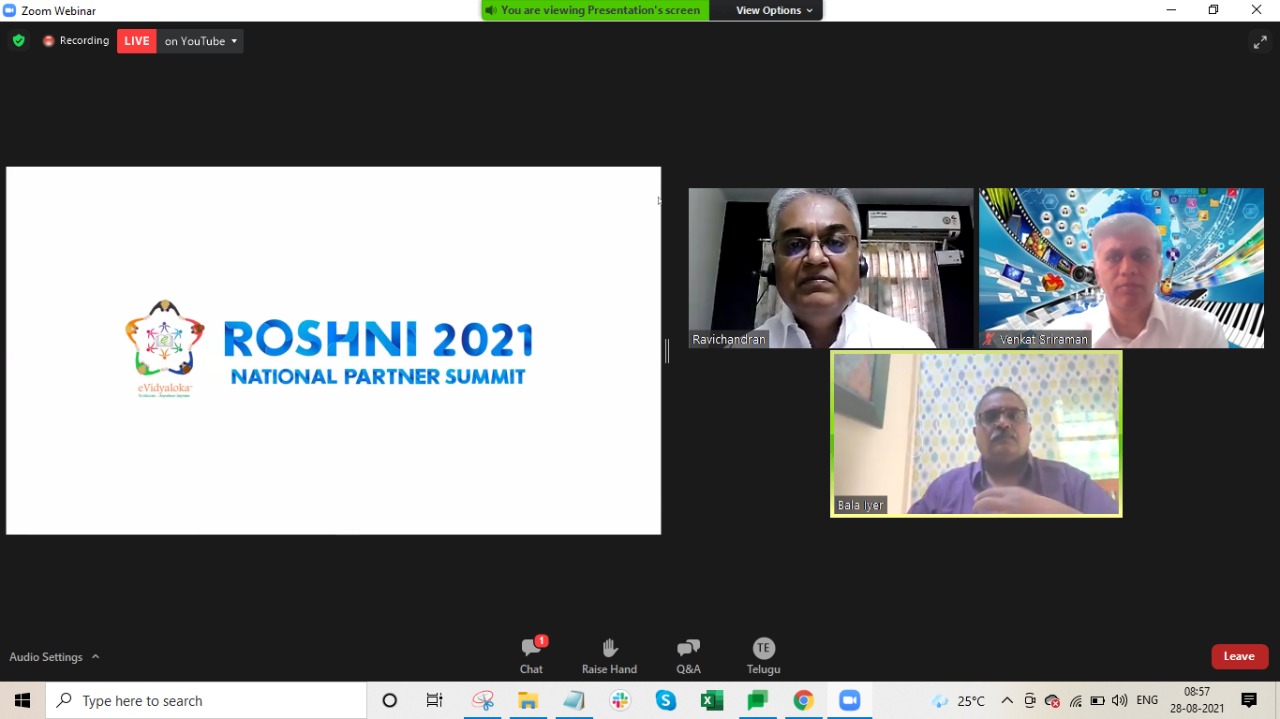 Zoom Webinar
You are viewing Presentation's screen
View Options
Recording
LIVE
on YouTube
ROSHNI 2021
NATIONAL PARTNER SUMMIT
eVidyaloka
Ravichandran
Venkat Sriraman
Bala Iyer
Audio Settings
1
Chat
Raise Hand
Q&A
TE
Telugu
Leave
Type here to search
25°C
ENG
08:57
28-08-2021